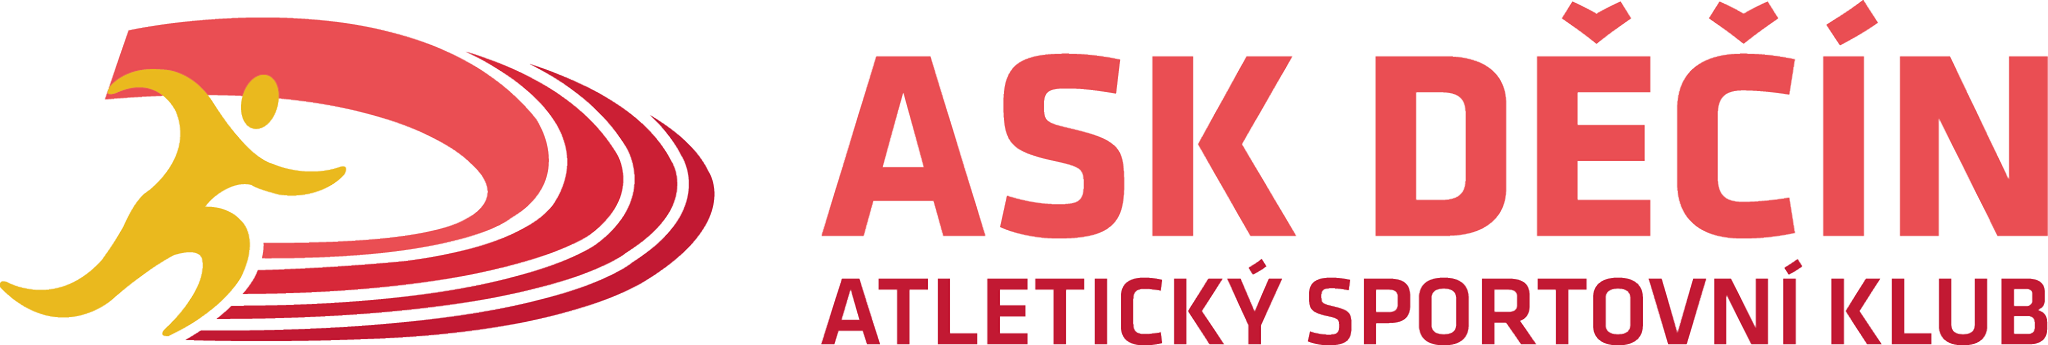 ASK DĚČÍN
ATLETICKÝ SPORTOVNÍ KLUB